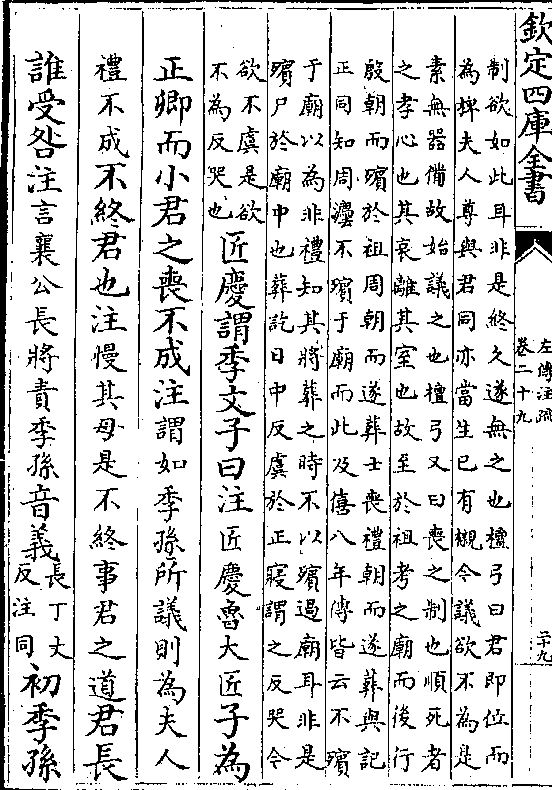 欽定四庫全書
左傳注疏
卷二十九
二十九
制欲如此耳非是終久遂無之也檀弓曰君即位而
為椑夫人尊與君同亦當生已有櫬今議欲不為是
素無器備故始議之也檀弓又曰喪之朝也順死者
之孝心也其哀離其室也故至於祖考之廟而後行
殷朝而殯於祖周朝而遂葬士喪禮朝而遂葬與記
正同知周灋不殯于廟而此及僖八年傳皆云不殯
于廟以為非禮知其將葬之時不以殯過廟耳非是
殯尸於廟中也葬訖日中反虞於正寢謂之反哭今
欲不虞是欲
不為反哭也
匠慶謂季文子曰注匠慶魯大匠子為
正卿而小君之喪不成注謂如季孫所議則為夫人
禮不成不終君也注慢其母是不終事君之道君長
誰受咎注言襄公長將責季孫音義長丁丈
反注同初季孫